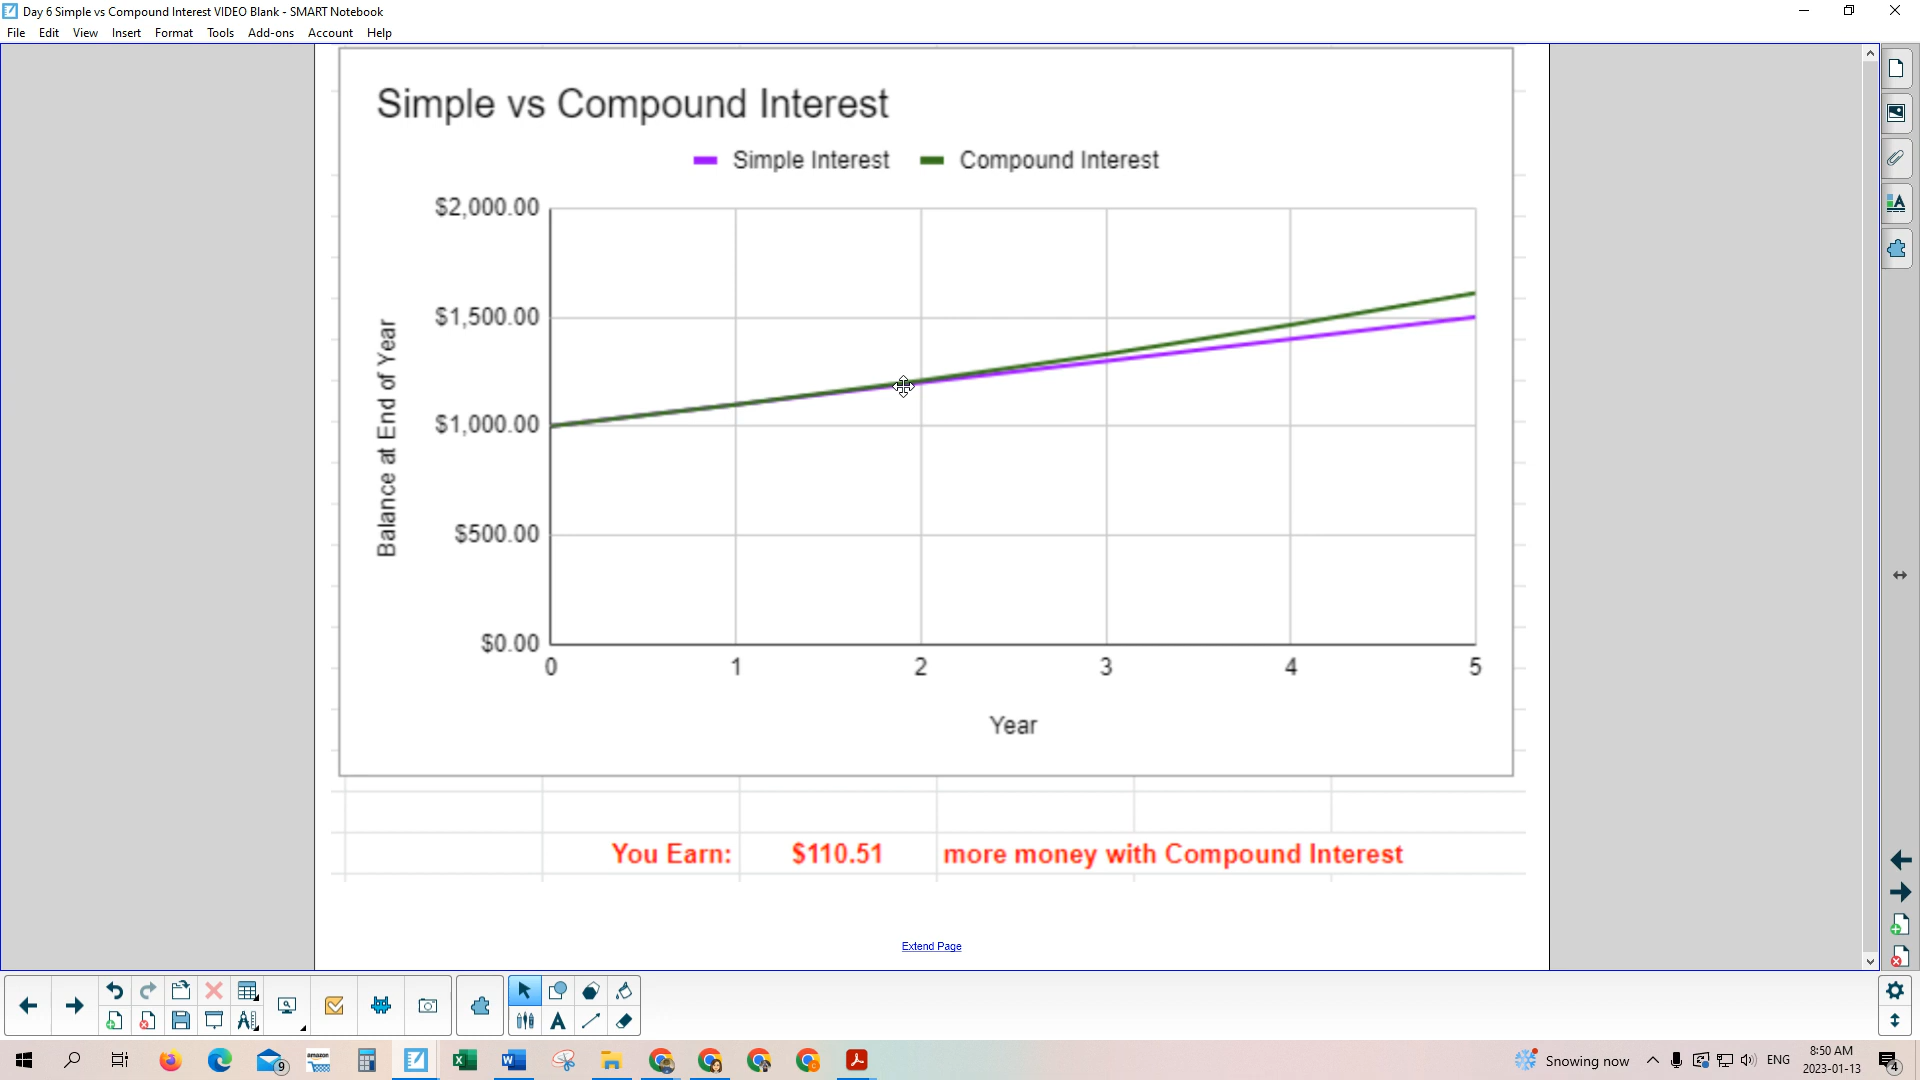 Day 6 Simple vs Compound Interest VIDEO Blank - SMART Notebook
File Edit View Insert Format Tools Add-ons Account Help
Simple vs Compound Interest
Simple Interest Compound Interest
$2,000.00
$1,500.00
$1,000.00
$500.00
$0.00
Balance at End of Year
0 1 2 3 4 5
Year
You Earn: $110.51 more money with Compound Interest
Extend Page
A
A
9
amazon
Snowing now
ENG
8:50 AM
2023-01-13
4